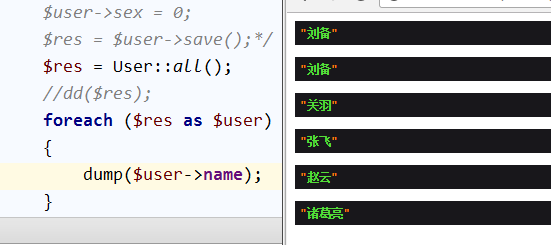 $user->sex = 0;
$res = $user->save();*/
$res = User::all();
//dd($res);
foreach ($res as $user)
{
dump($user->name);
}
"刘备"
"刘备"
"关羽"
"张飞"
"赵云"
"诸葛亮"